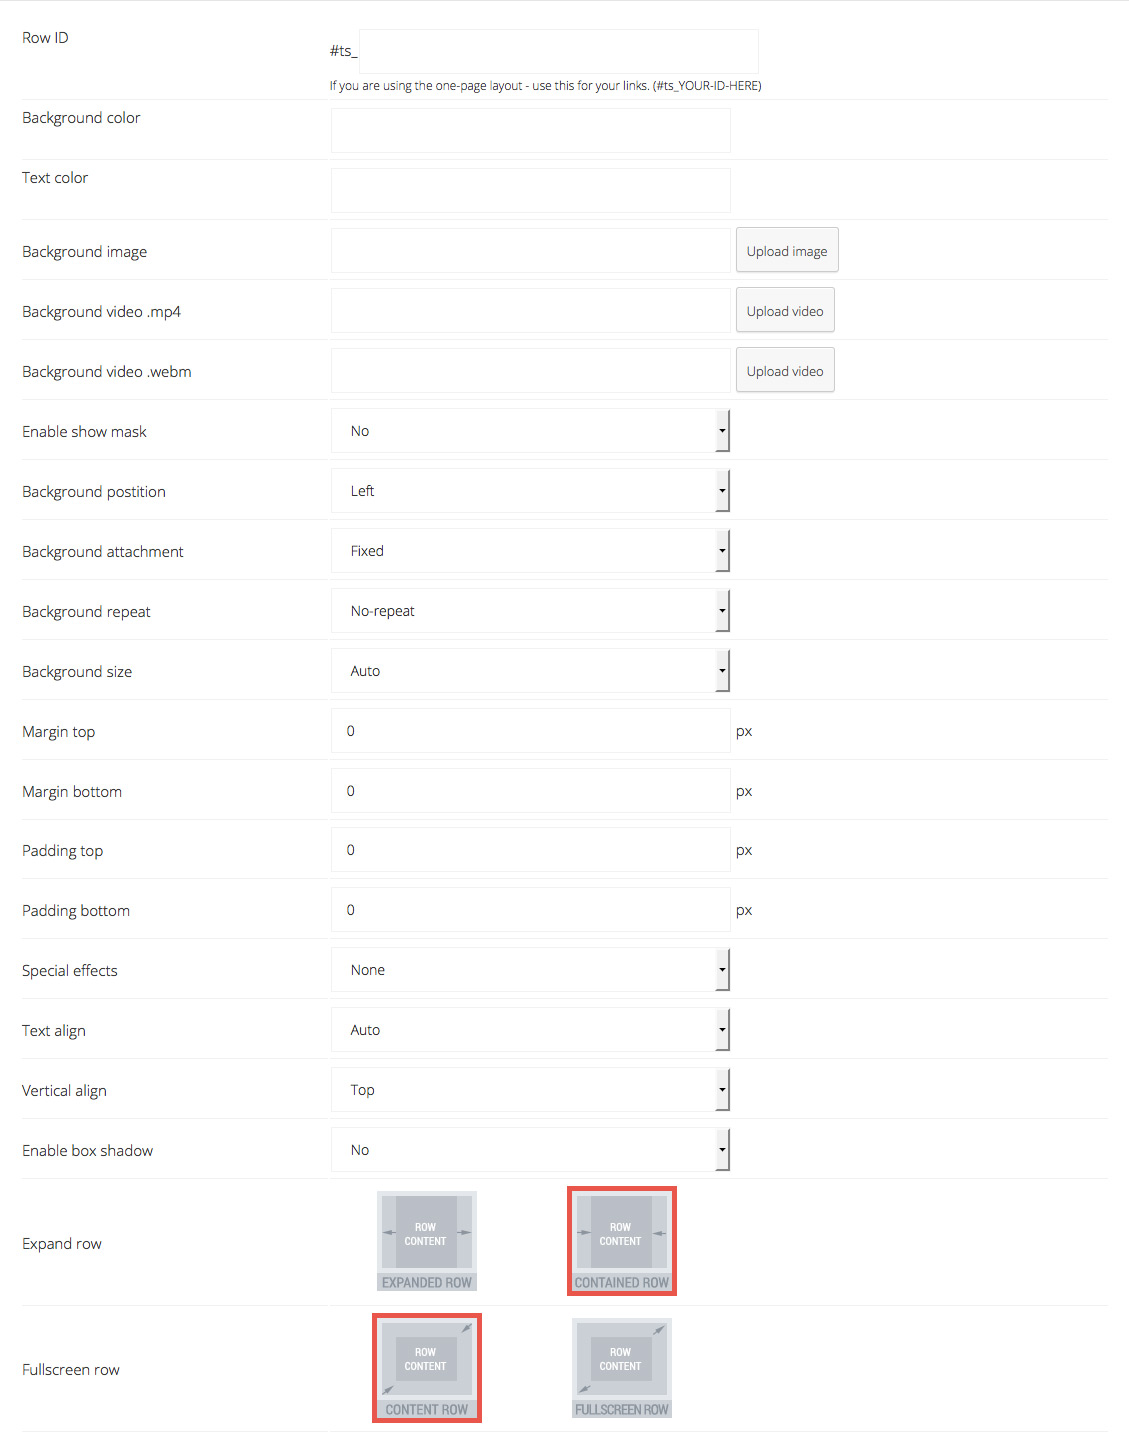 Row ID
#ts_
If you are using the one-page layout - use this for your links. (#ts_YOUR-ID-HERE)
Background color
Text color
Background image
Upload image
Background video .mp4
Upload video
Background video .webm
Upload video
Enable show mask
No
Background postition
Left
Background attachment
Fixed
Background repeat
No-repeat
Background size
Auto
Margin top
0
px
Margin bottom
0
px
Padding top
0
px
Padding bottom
0
px
Special effects
None
Text align
Auto
Vertical align
Top
Enable box shadow
No
Expand row
ROW
CONTENT
EXPANDED ROW
ROW
CONTENT
CONTAINED ROW
Fullscreen row
ROW
CONTENT
CONTENT ROW
ROW
CONTENT
FULLSCREEN ROW